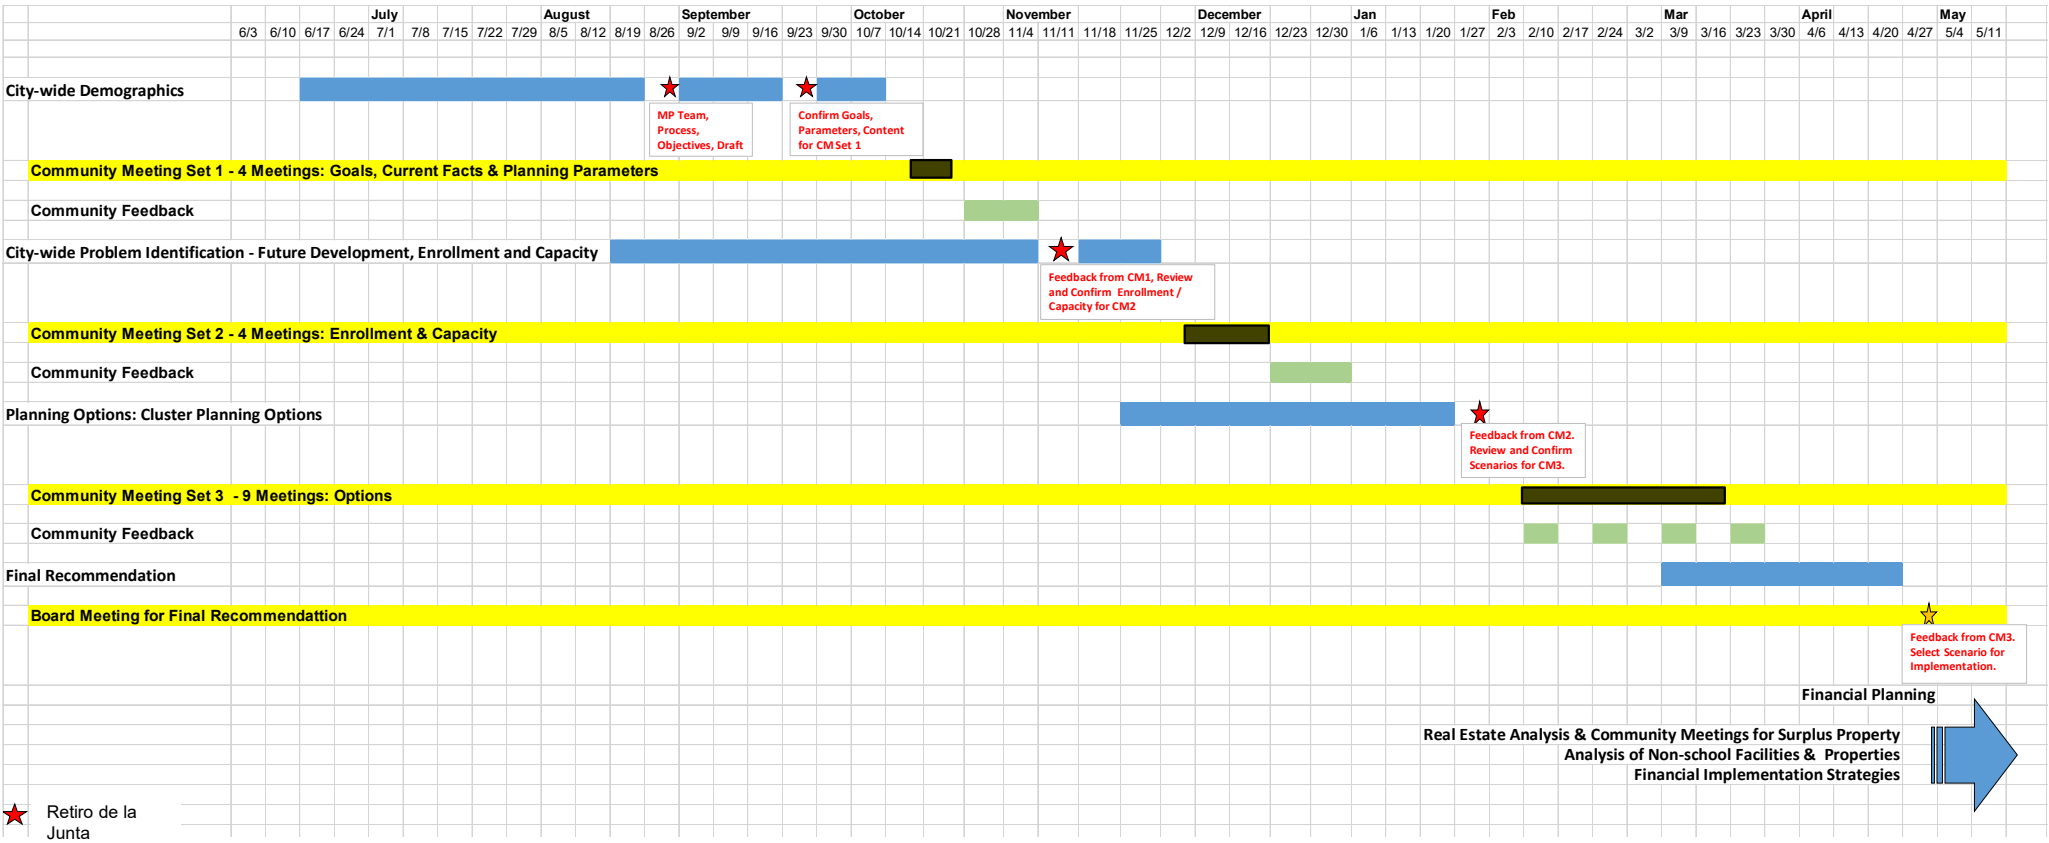 July August September October November December Jan Feb Mar April May
6/3 6/10 6/17 6/24 7/1 7/8 7/15 7/22 7/29 8/5 8/12 8/19 8/26 9/2 9/9 9/16 9/23 9/30 10/7 10/14 10/21 10/28 11/4 11/11 11/18 11/25 12/2 12/9 12/16 12/23 12/30 1/6 1/13 1/20 1/27 2/3 2/10 2/17 2/24 3/2 3/9 3/16 3/23 3/30 4/6 4/13 4/20 4/27 5/4 5/11
City-wide Demographics
MP Team,
Process,
Objectives, Draft
Confirm Goals,
Parameters, Content
for CM Set 1
Community Meeting Set 1 - 4 Meetings: Goals, Current Facts & Planning Parameters
Community Feedback
City-wide Problem Identification - Future Development, Enrollment and Capacity
Feedback from CM1, Review
and Confirm Enrollment /
Capacity for CM2
Community Meeting Set 2 - 4 Meetings: Enrollment & Capacity
Community Feedback
Planning Options: Cluster Planning Options
Feedback from CM2.
Review and Confirm
Scenarios for CM3.
Community Meeting Set 3 - 9 Meetings: Options
Community Feedback
Final Recommendation
Board Meeting for Final Recommendattion
Feedback from CM3.
Select Scenario for
Implementation.
Financial Planning
Real Estate Analysis & Community Meetings for Surplus Property
Analysis of Non-school Facilities & Properties
Financial Implementation Strategies
Retiro de la
Junta